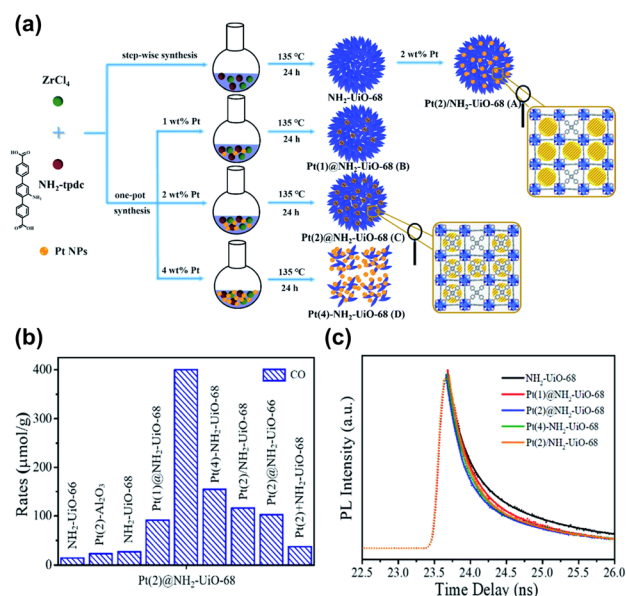 (a)
ZrCl4
NH2-tpdc
HO
O
NH2
O
OH
Pt NPs
step-wise synthesis
one-pot
synthesis
1 wt% Pt
2 wt% Pt
4 wt% Pt
135 °C
24 h
NH2-UiO-68
2 wt% Pt
Pt(2)/NH2-UiO-68 (A)
135 °C
24 h
Pt(1)@NH2-UiO-68 (B)
135 °C
24 h
Pt(2)@NH2-UiO-68 (C)
135 °C
24 h
Pt(4)-NH2-UiO-68 (D)
(b)
Rates (μmol/g)
400
300
200
100
0
CO
NH2-UiO-66
Pt(2)-Al2O3
NH2-UiO-68
Pt(1)@NH2-UiO-68
Pt(2)@NH2-UiO-68
Pt(4)-NH2-UiO-68
Pt(2)/NH2-UiO-68
Pt(2)@NH2-UiO-66
Pt(2)+NH2-UiO-68
(c)
PL Intensity (a.u.)
NH2-UiO-68
Pt(1)@NH2-UiO-68
Pt(2)@NH2-UiO-68
Pt(4)-NH2-UiO-68
Pt(2)/NH2-UiO-68
22.5 23.0 23.5 24.0 24.5 25.0 25.5 26.0
Time Delay (ns)